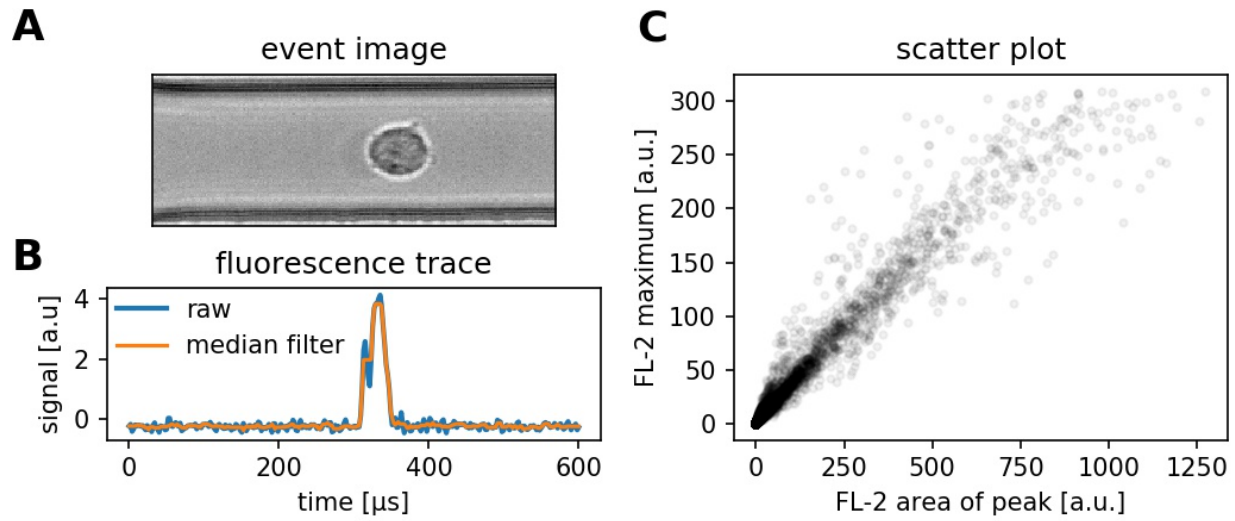 A
event image
B
fluorescence trace
signal [a.u]
4
2
0
raw
median filter
0
200
400
600
time [µs]
C
scatter plot
FL-2 maximum [a.u.]
300
250
200
150
100
50
0
0
250
500
750
1000
1250
FL-2 area of peak [a.u.]